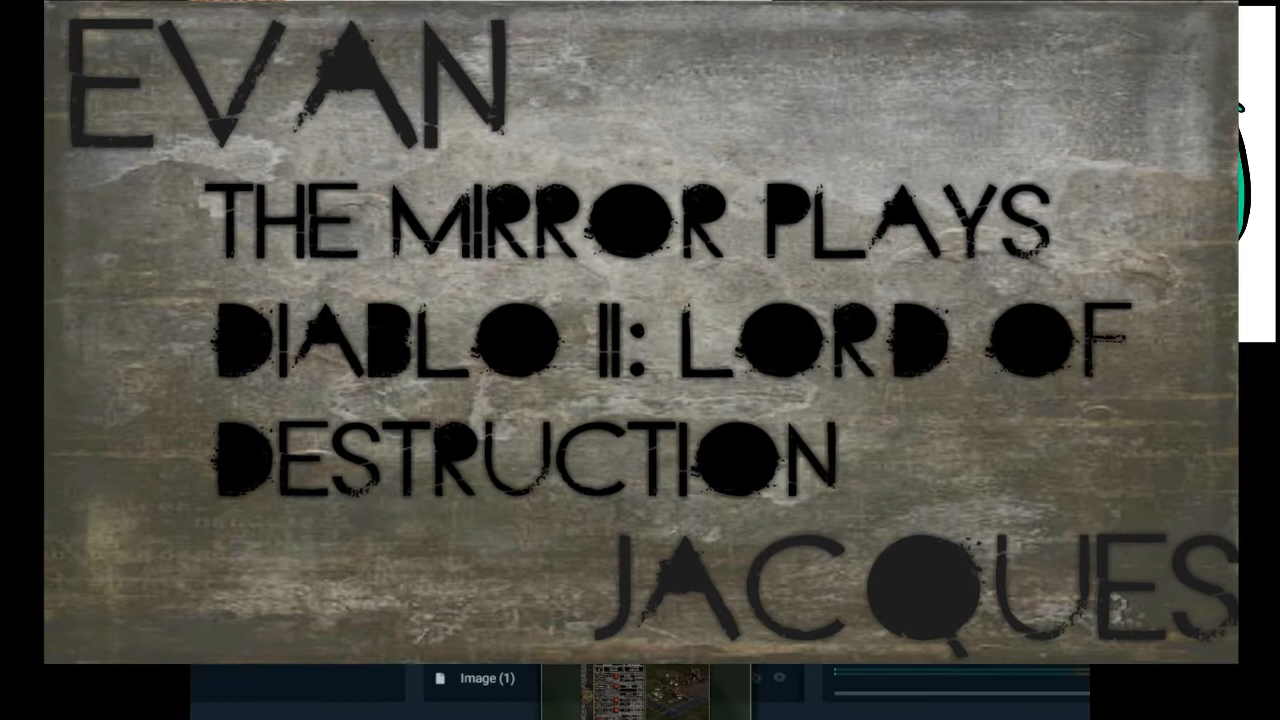 EVAN
THE MIRROR PLAYS
DIABLO II: LORD OF
DESTRUCTION
JACQUES
Image (1)